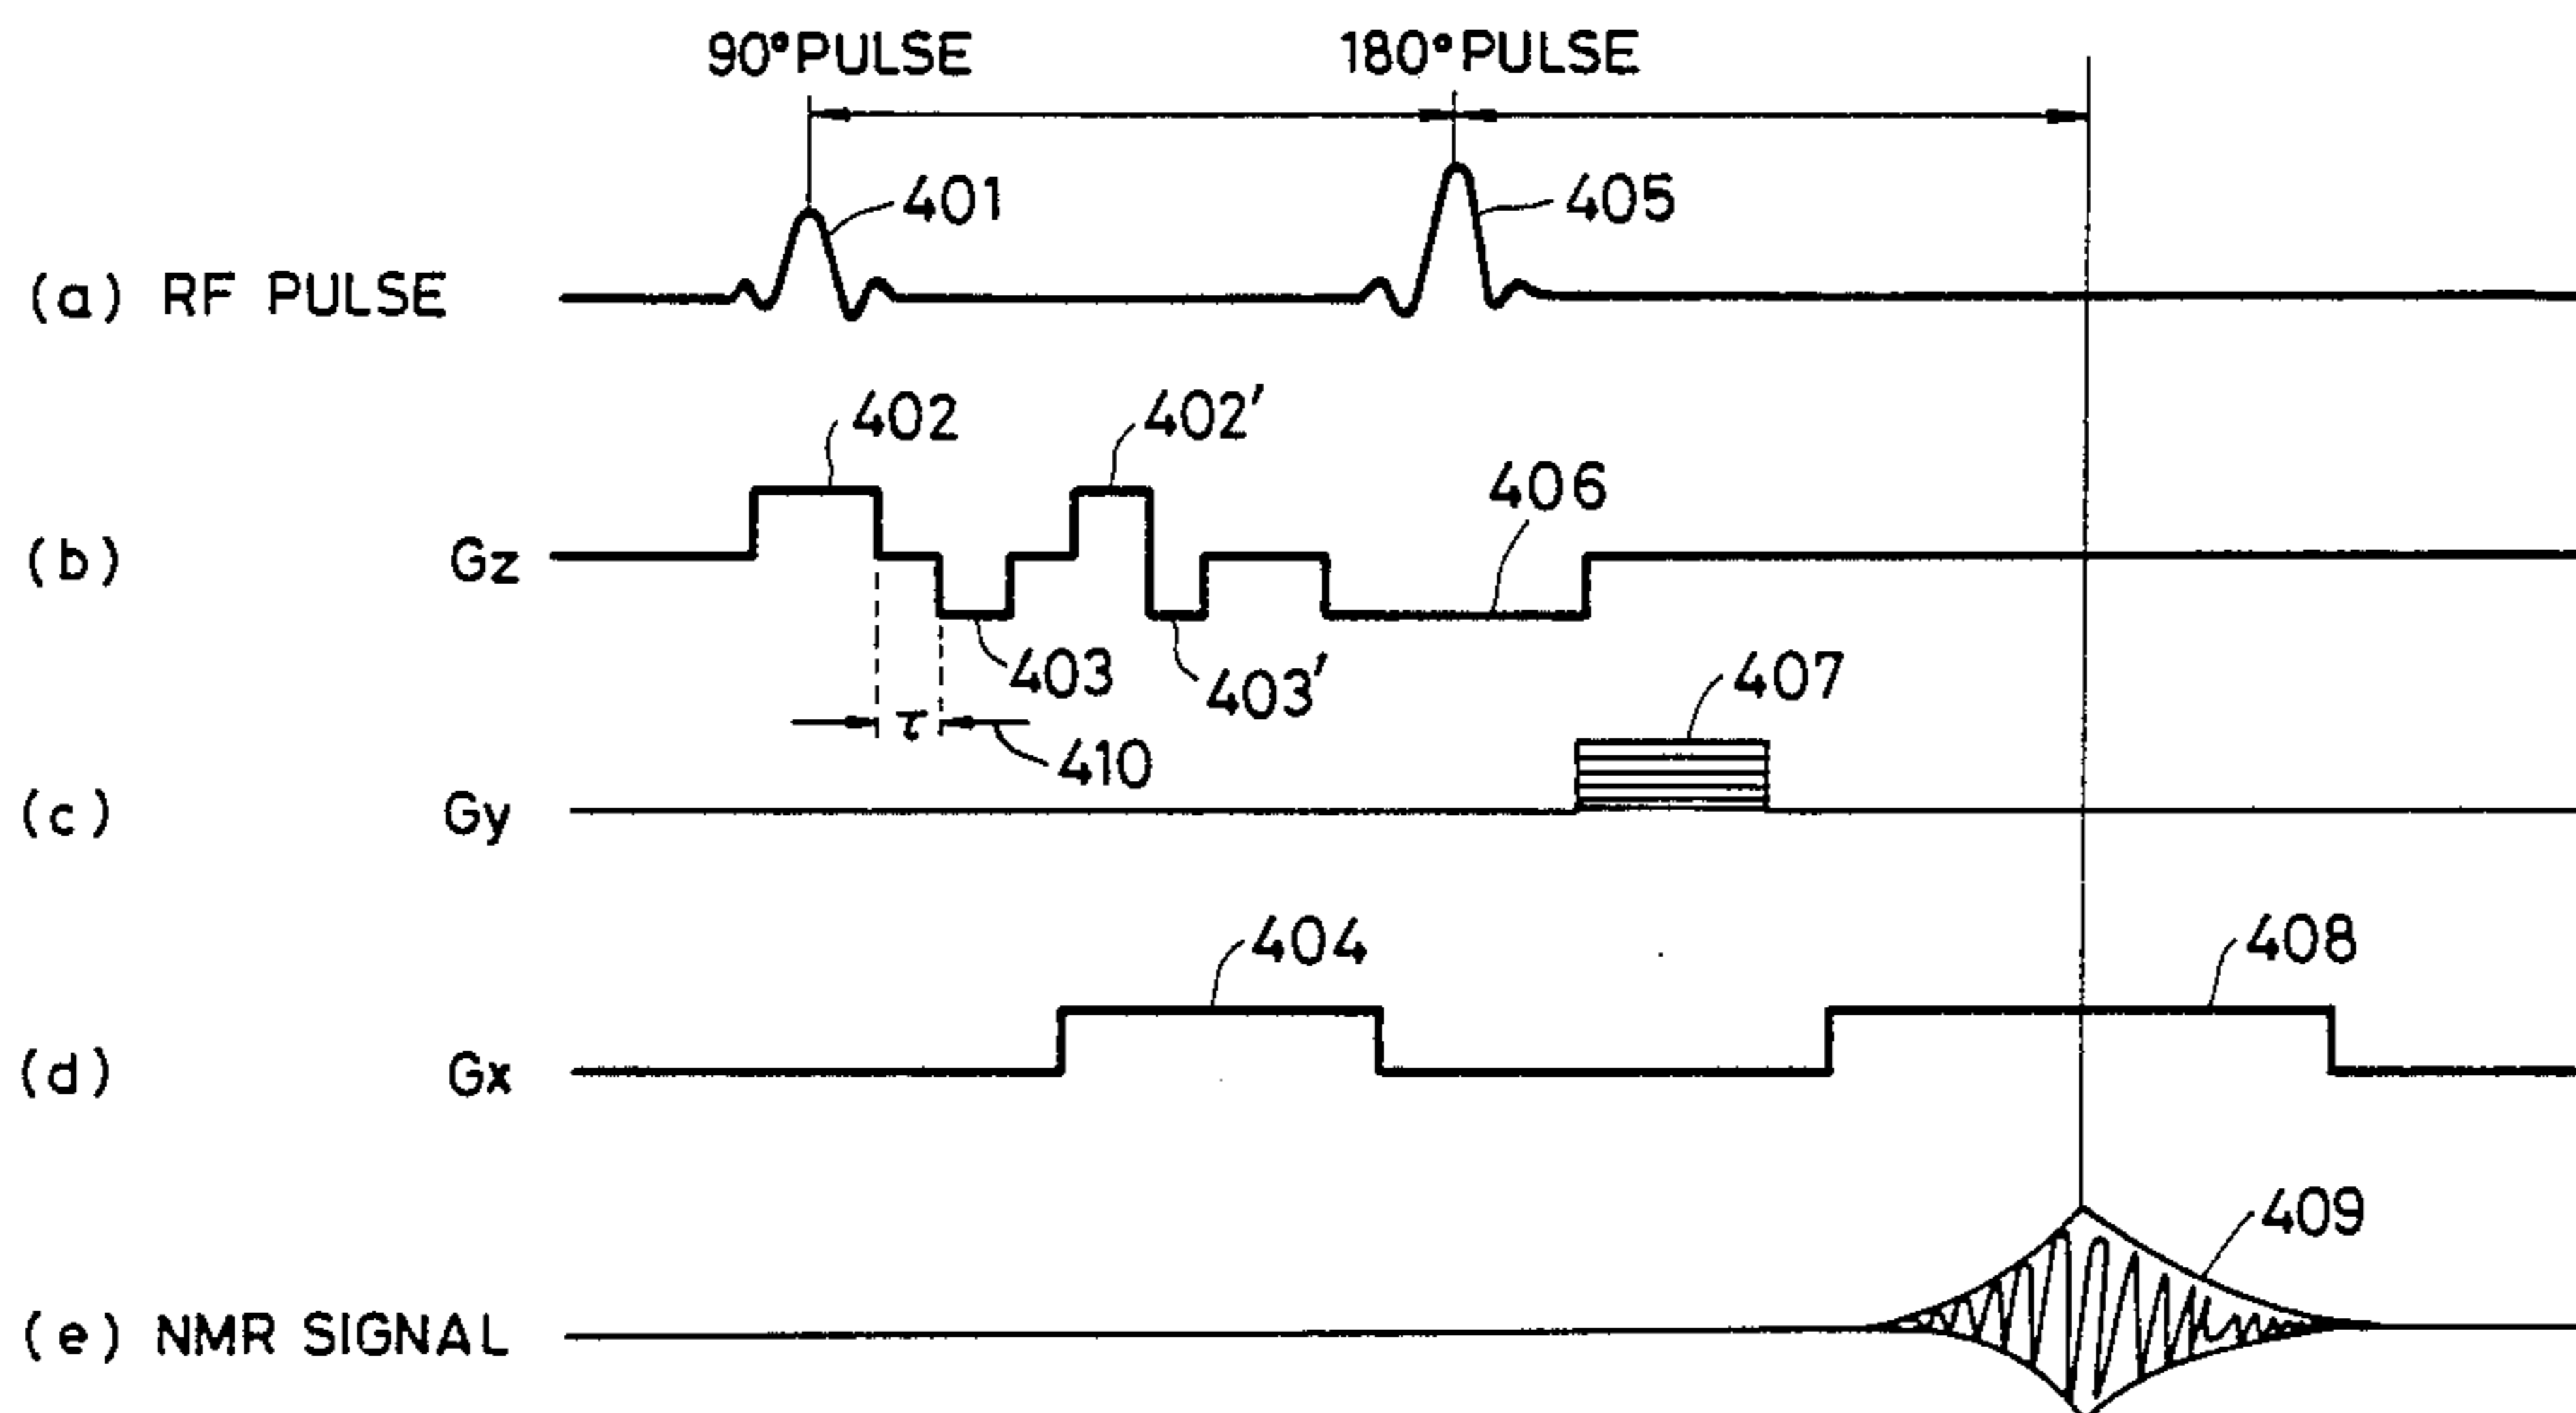 90°PULSE 180°PULSE
401 405
(a) RF PULSE
402 402′
406
(b) Gz
403 403′ 407
τ
410
(c) Gy
404 408
(d) Gx
409
(e) NMR SIGNAL